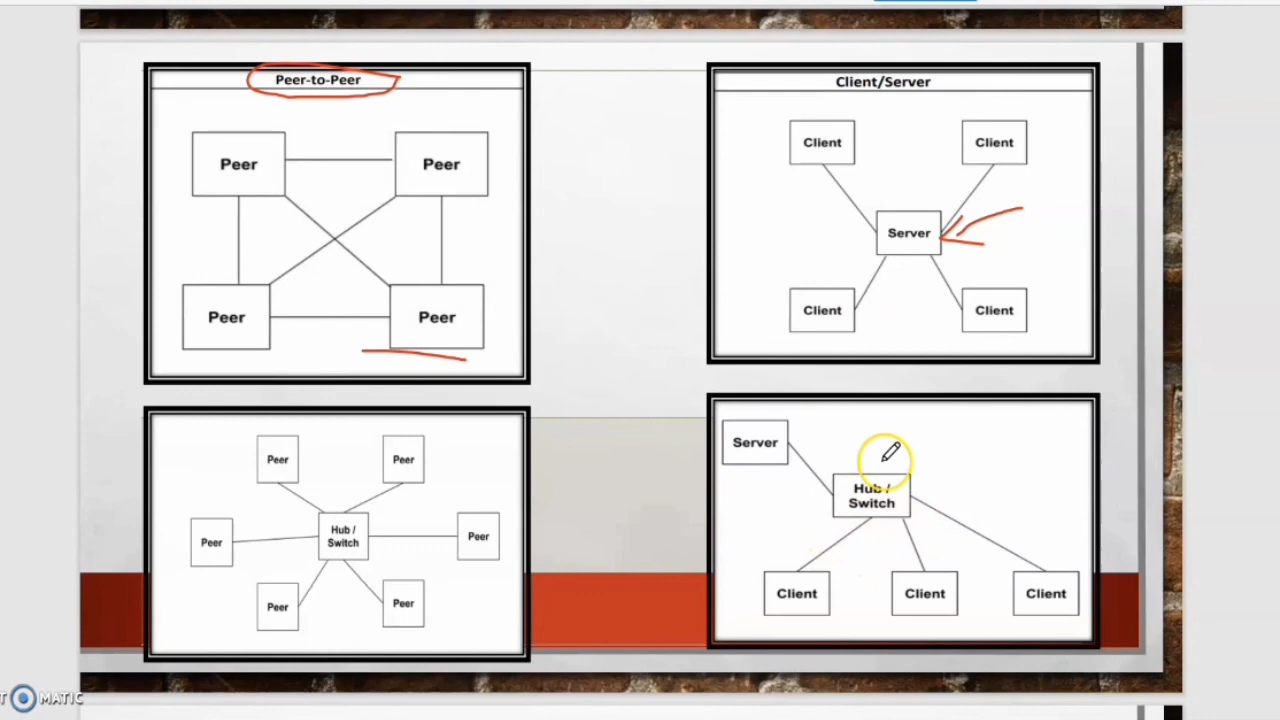 Peer-to-Peer
Peer
Peer
Peer
Peer
Client/Server
Client
Client
Server
Client
Client
Peer
Peer
Peer
Hub /
Switch
Peer
Peer
Peer
Server
Hub /
Switch
Client
Client
Client
MATIC